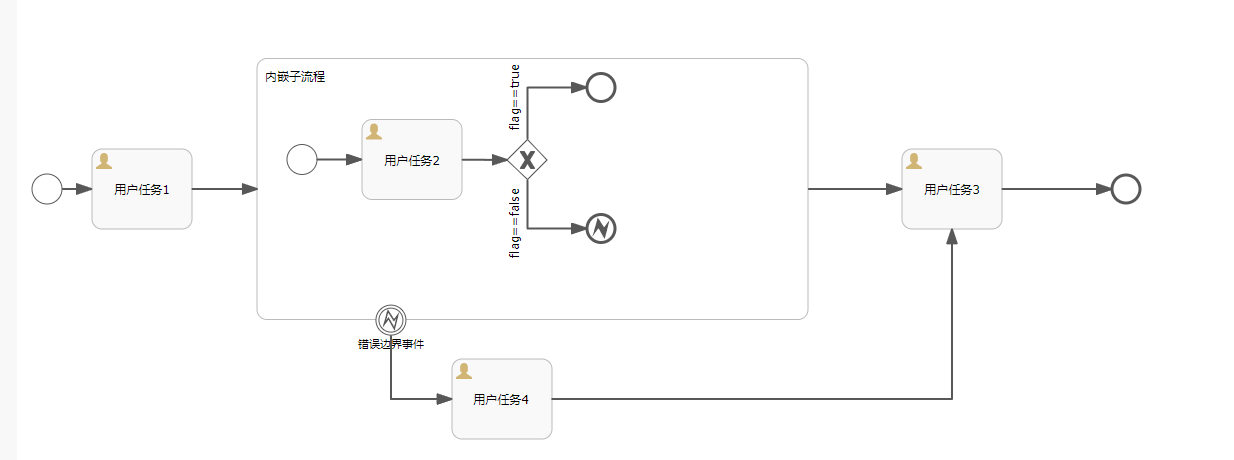 内嵌子流程
flag==true
用户任务2
用户任务1
用户任务3
flag==false
错误边界事件
用户任务4